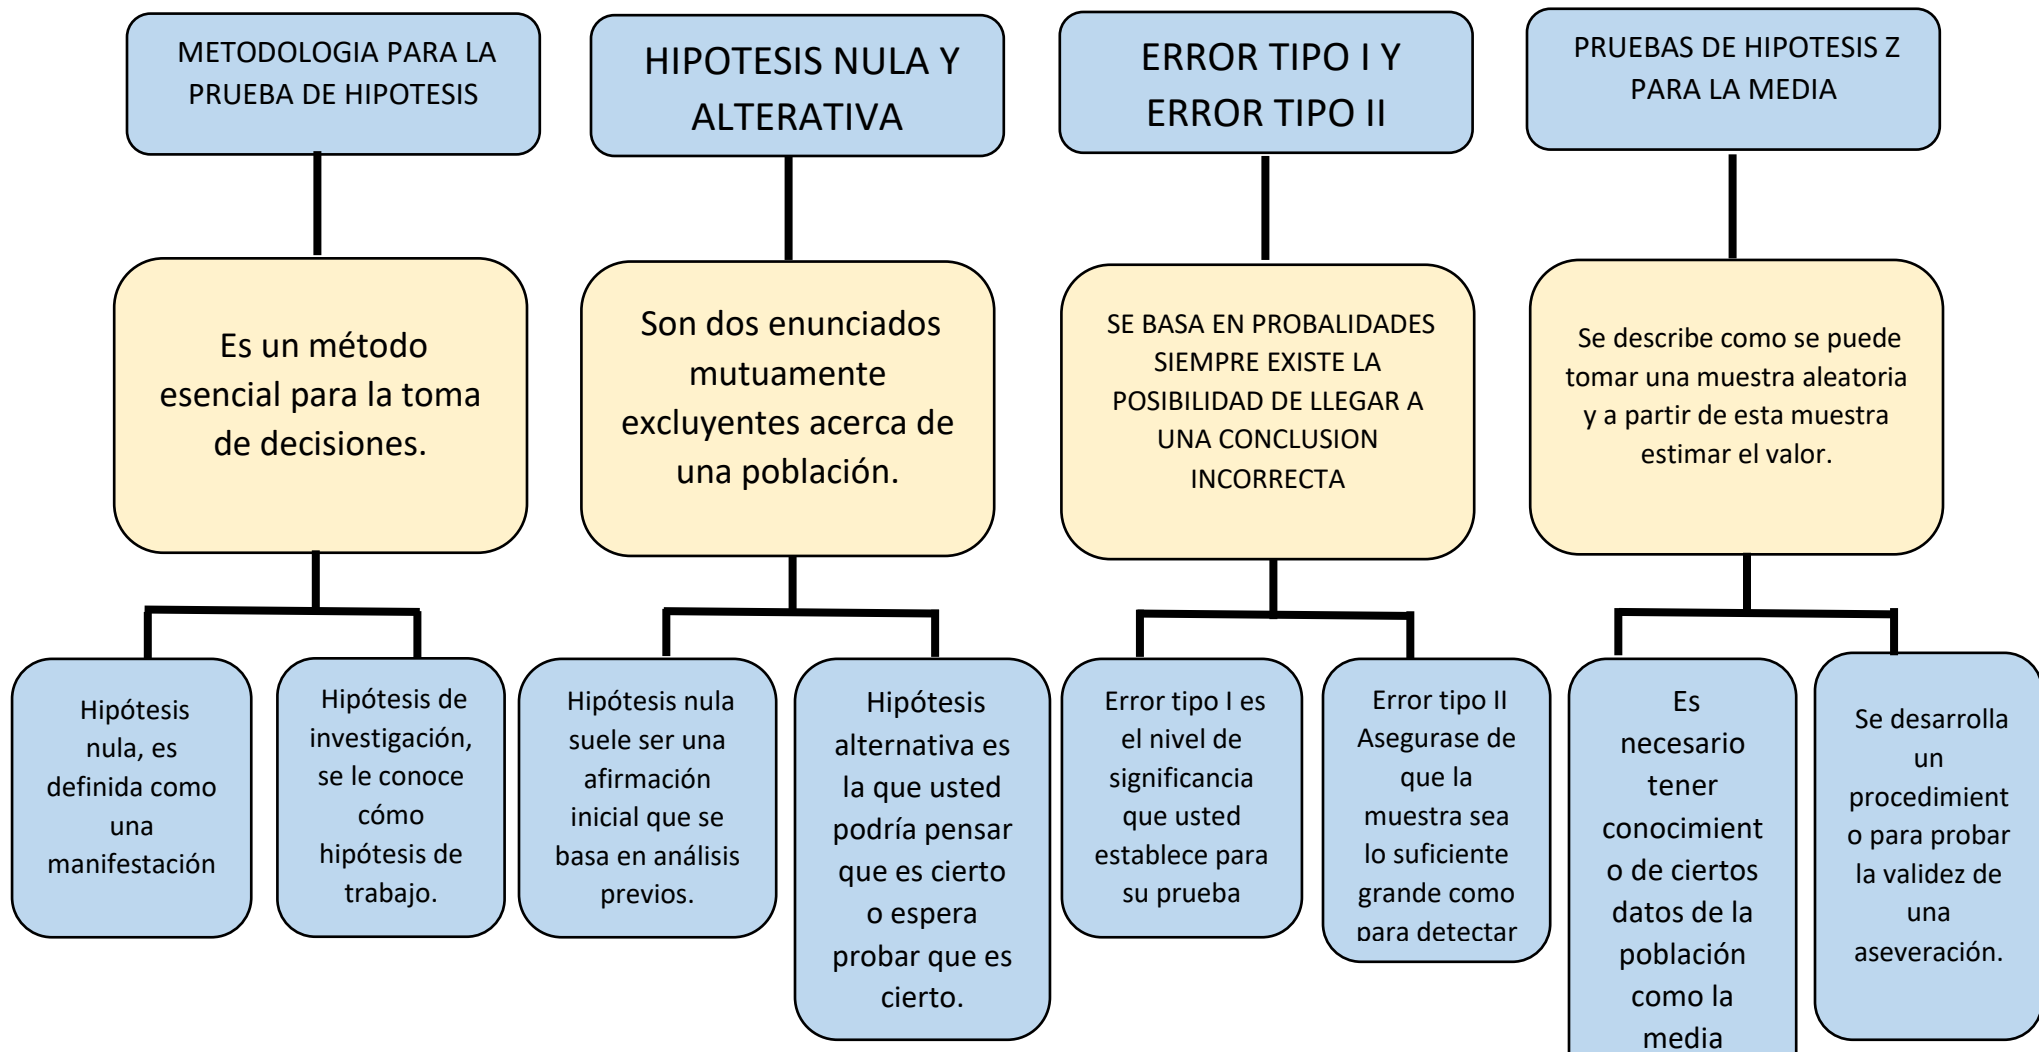 METODOLOGIA PARA LA
PRUEBA DE HIPOTESIS
HIPOTESIS NULA Y
ALTERATIVA
ERROR TIPO I Y
ERROR TIPO II
PRUEBAS DE HIPOTESIS Z
PARA LA MEDIA
Es un método
esencial para la toma
de decisiones.
Son dos enunciados
mutuamente
excluyentes acerca de
una población.
SE BASA EN PROBALIDADES
SIEMPRE EXISTE LA
POSIBILIDAD DE LLEGAR A
UNA CONCLUSION
INCORRECTA
Se describe como se puede
tomar una muestra aleatoria
y a partir de esta muestra
estimar el valor.
Hipótesis
nula, es
definida como
una
manifestación
Hipótesis de
investigación,
se le conoce
cómo
hipótesis de
trabajo.
Hipótesis nula
suele ser una
afirmación
inicial que se
basa en análisis
previos.
Hipótesis
alternativa es
la que usted
podría pensar
que es cierto
o espera
probar que es
cierto.
Error tipo I es
el nivel de
significancia
que usted
establece para
su prueba
Error tipo II
Asegurase de
que la
muestra sea
lo suficiente
grande como
para detectar
Es
necesario
tener
conocimient
o de ciertos
datos de la
población
como la
media
Se desarrolla
un
procedimient
o para probar
la validez de
una
aseveración.